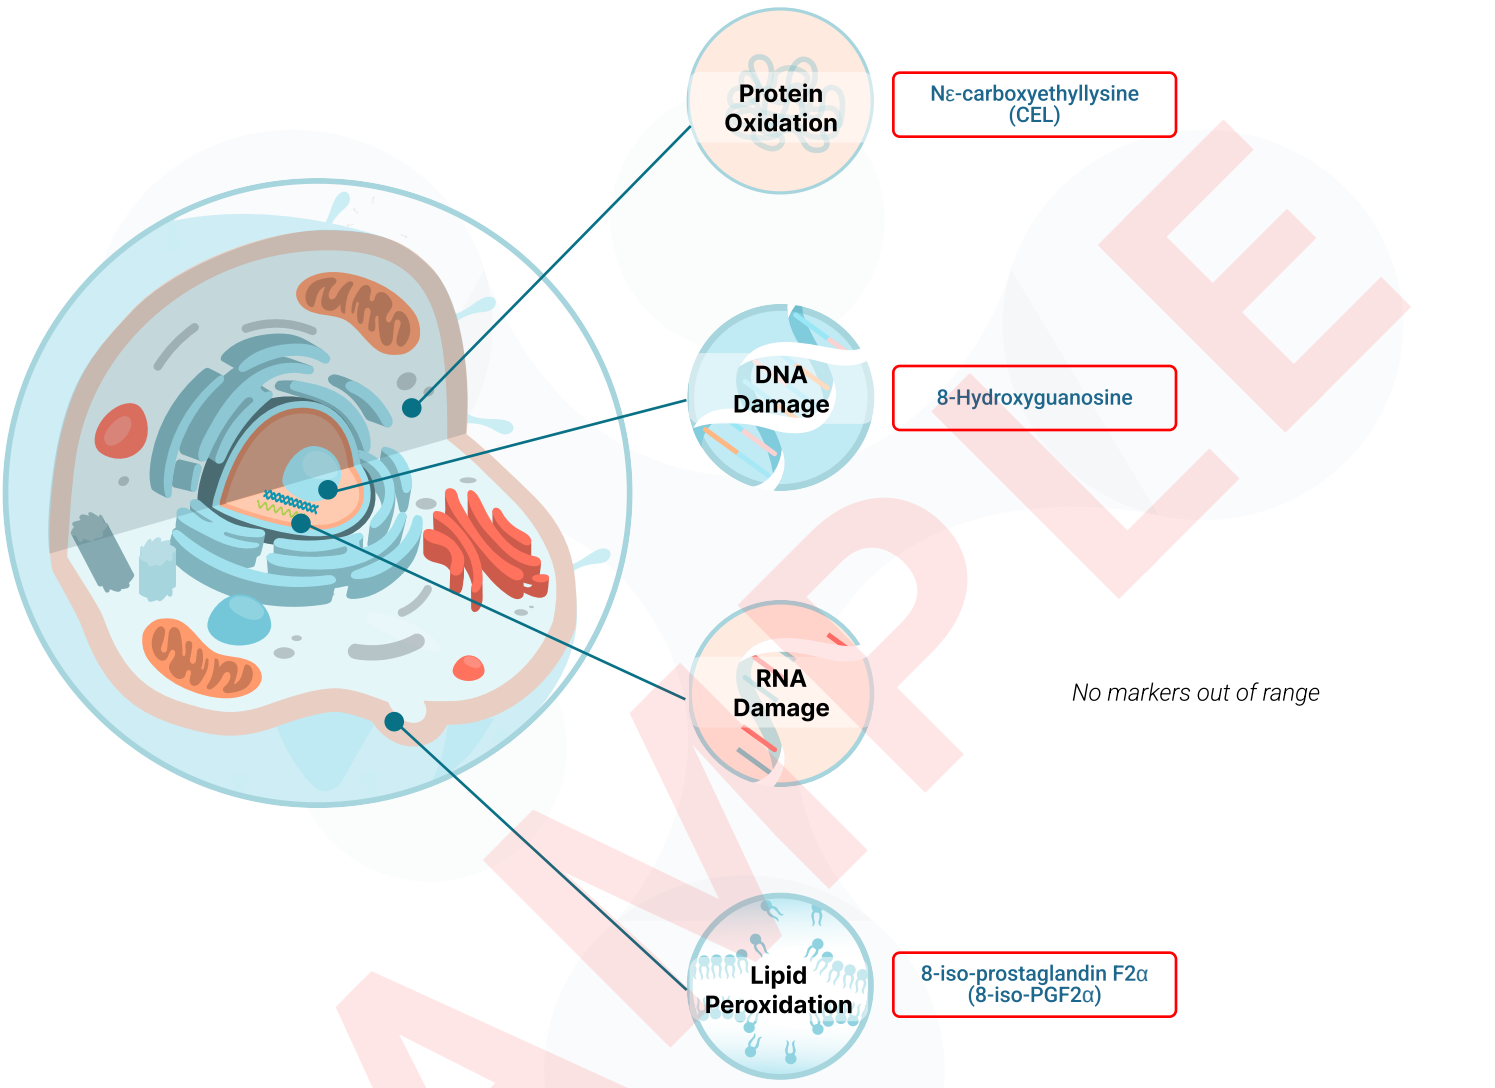 Protein
Oxidation
Nε-carboxyethyllysine
(CEL)
DNA
Damage
8-Hydroxyguanosine
RNA
Damage
No markers out of range
Lipid
Peroxidation
8-iso-prostaglandin F2α
(8-iso-PGF2α)
AMPLE